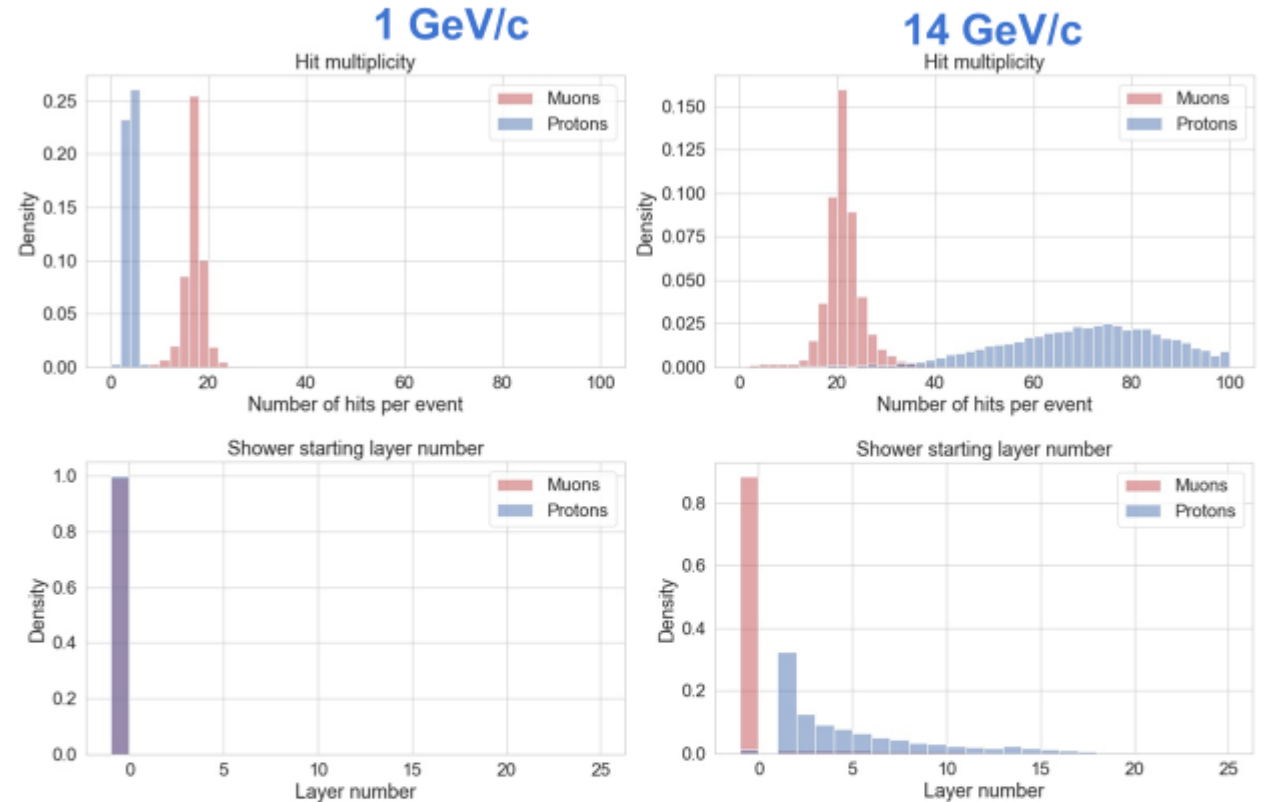 1 GeV/c
Hit multiplicity
Density
0.25
0.20
0.15
0.10
0.05
0.00
Muons
Protons
0 20 40 60 80 100
Number of hits per event
14 GeV/c
Hit multiplicity
Density
0.150
0.125
0.100
0.075
0.050
0.025
0.000
Muons
Protons
0 20 40 60 80 100
Number of hits per event
Shower starting layer number
Density
1.0
0.8
0.6
0.4
0.2
0.0
Muons
Protons
0 5 10 15 20 25
Layer number
Shower starting layer number
Density
0.8
0.6
0.4
0.2
0.0
Muons
Protons
0 5 10 15 20 25
Layer number